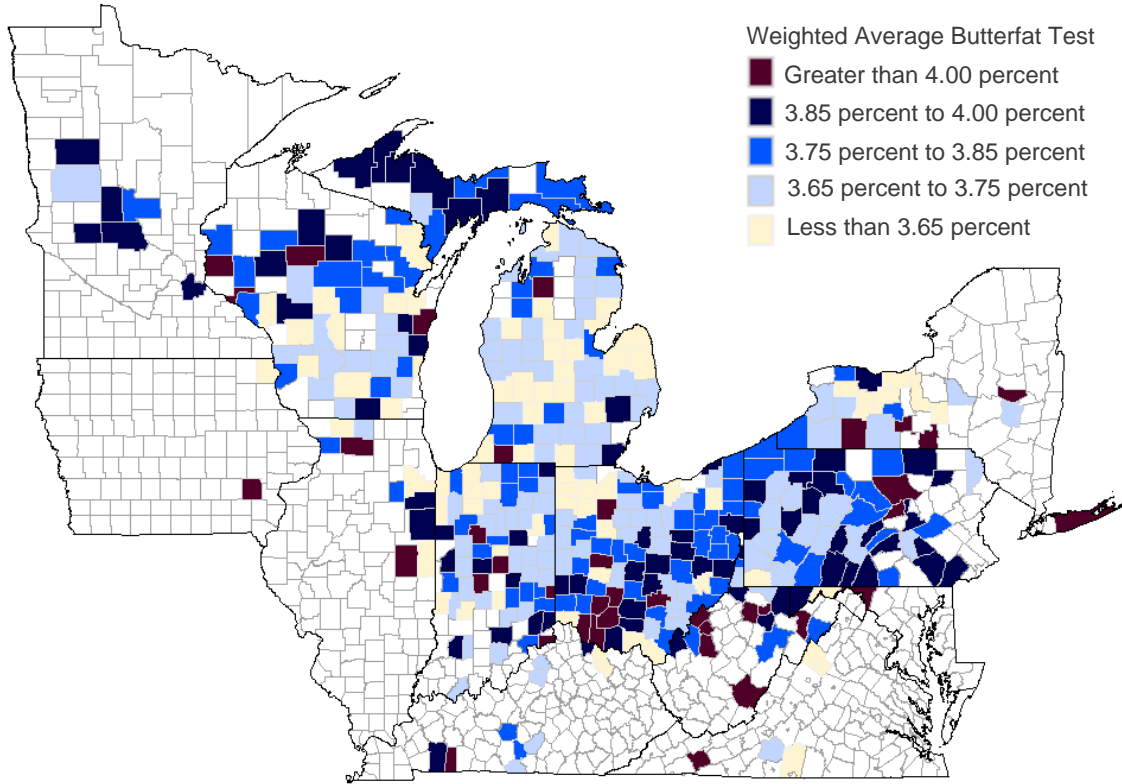 Weighted Average Butterfat Test
Greater than 4.00 percent
3.85 percent to 4.00 percent
3.75 percent to 3.85 percent
3.65 percent to 3.75 percent
Less than 3.65 percent